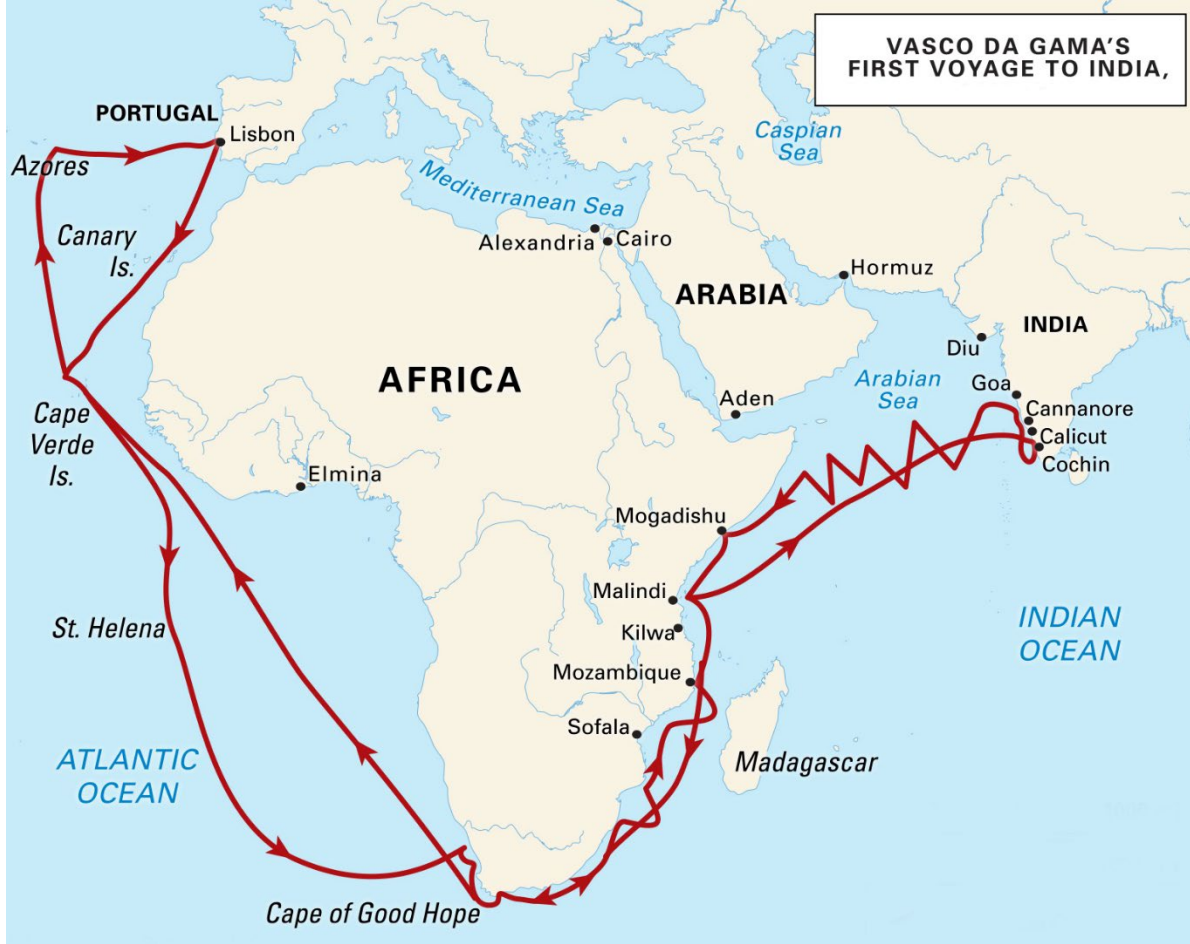 VASCO DA GAMA'S
FIRST VOYAGE TO INDIA,
PORTUGAL
Lisbon
Azores
Caspian
Sea
Mediterranean Sea
Canary
Is.
Alexandria
Cairo
Hormuz
ARABIA
INDIA
Diu
AFRICA
Arabian
Sea
Goa
Aden
Cannanore
Calicut
Cochin
Cape
Verde
Is.
Elmina
Mogadishu
Malindi
St. Helena
Kilwa
INDIAN
OCEAN
Mozambique
Sofala
Madagascar
ATLANTIC
OCEAN
Cape of Good Hope